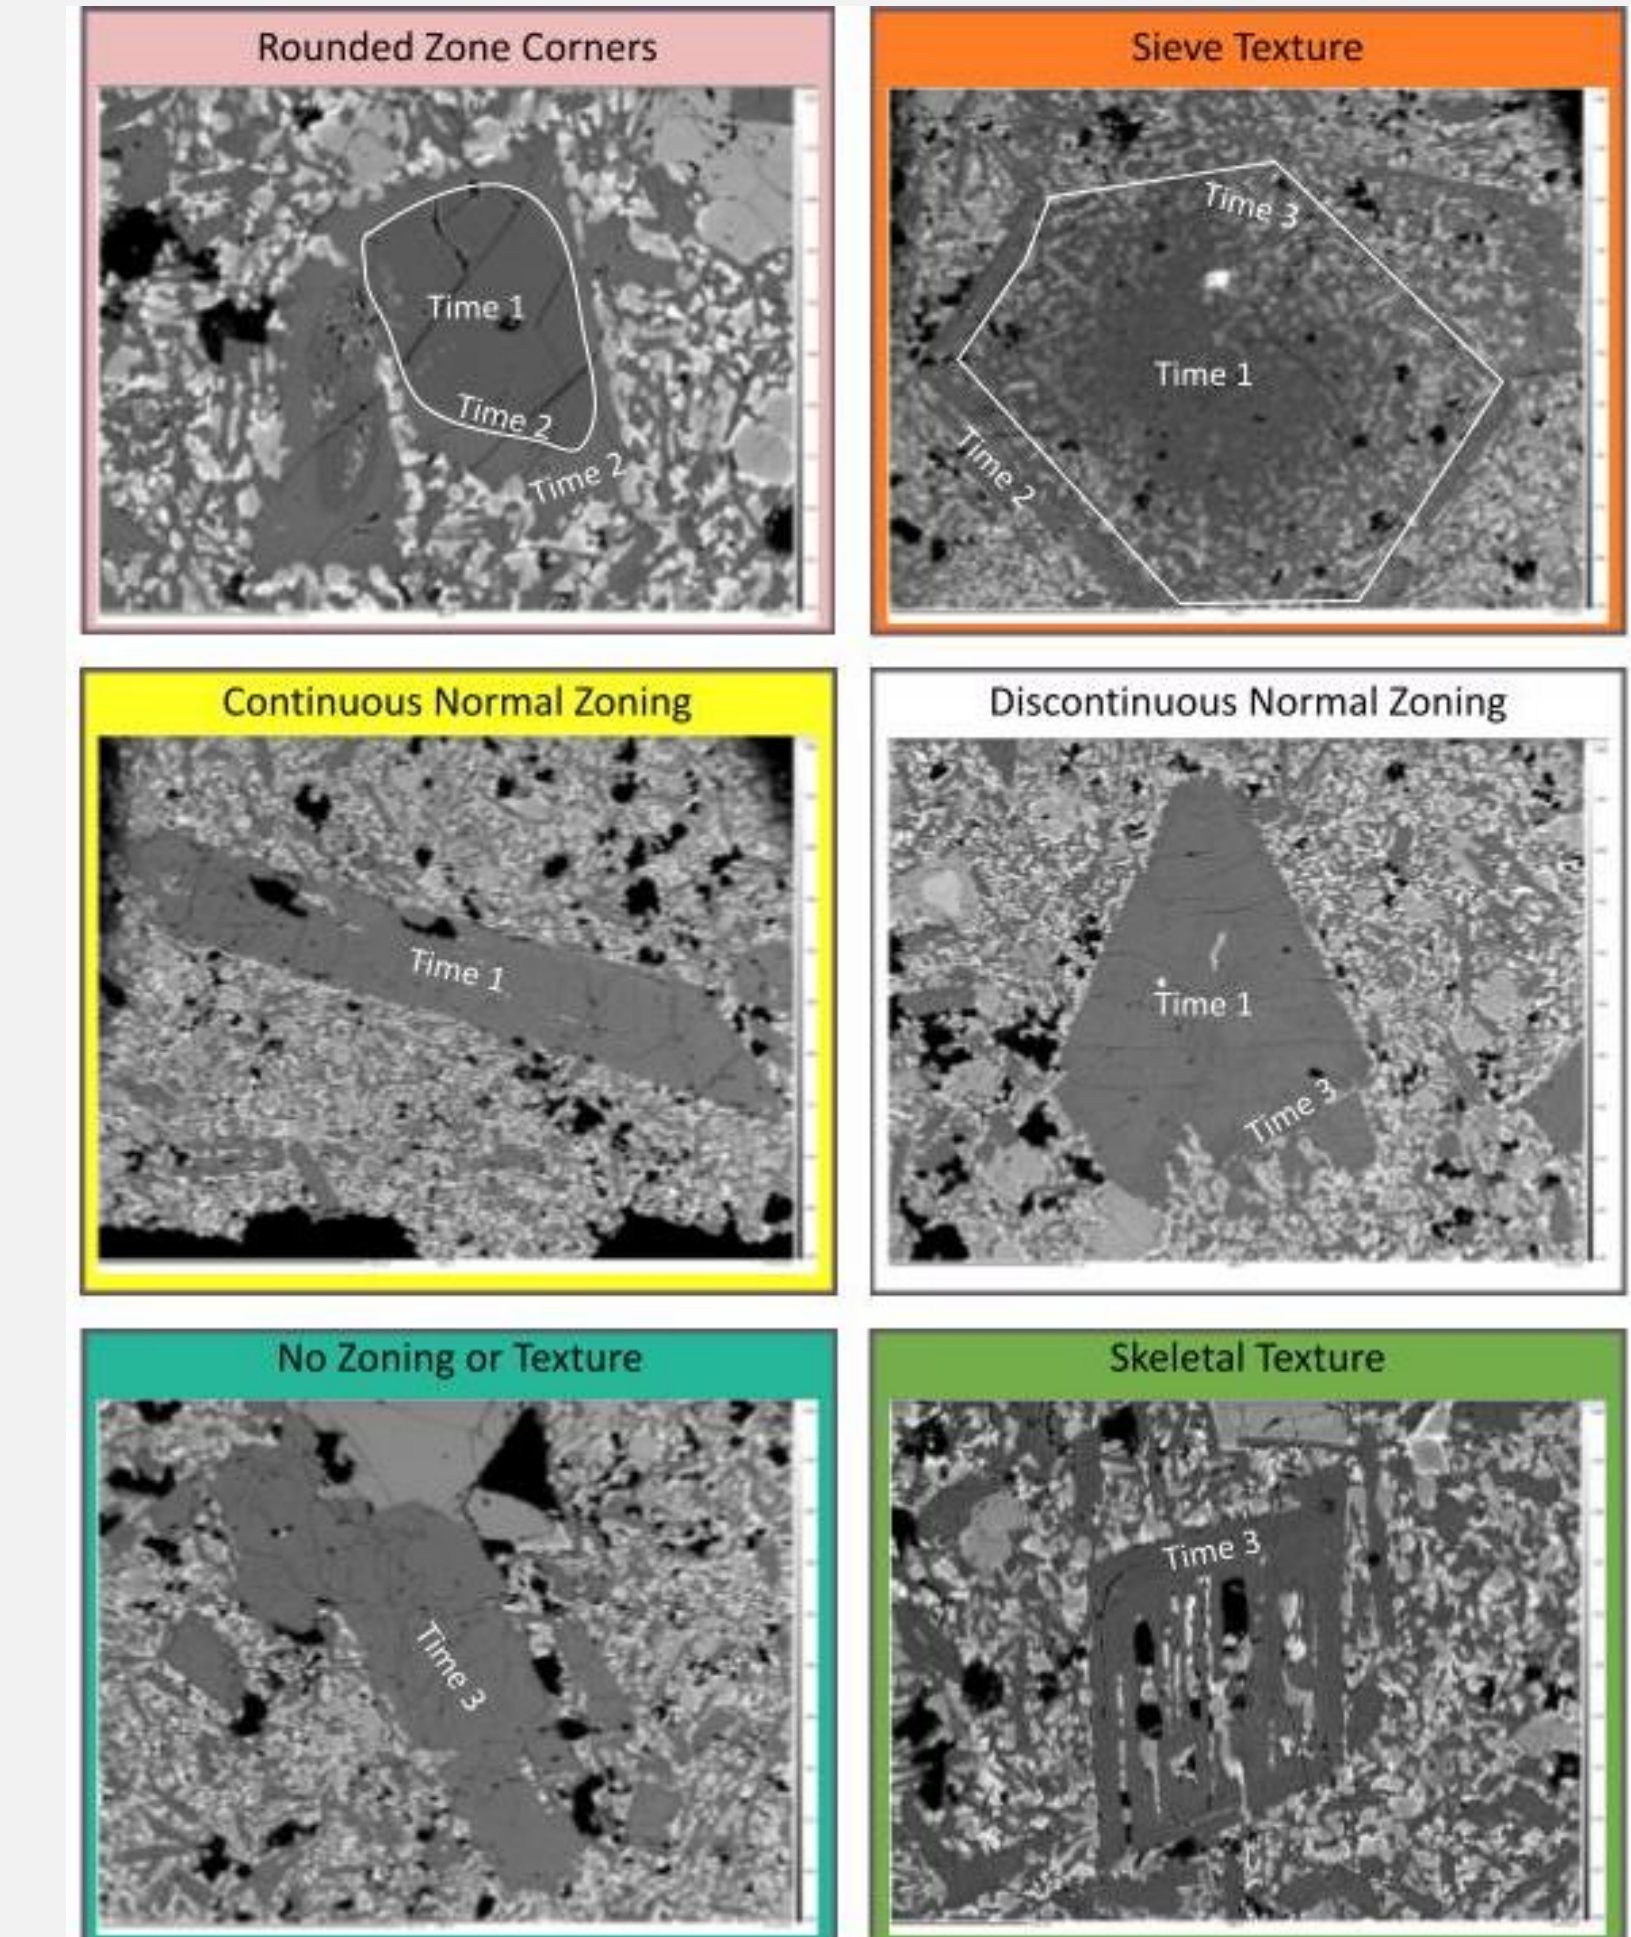 Rounded Zone Corners
Time 1
Time 2
Time 2
Sieve Texture
Time 3
Time 1
Time 2
Continuous Normal Zoning
Time 1
Discontinuous Normal Zoning
Time 1
Time 3
No Zoning or Texture
Time 3
Skeletal Texture
Time 3